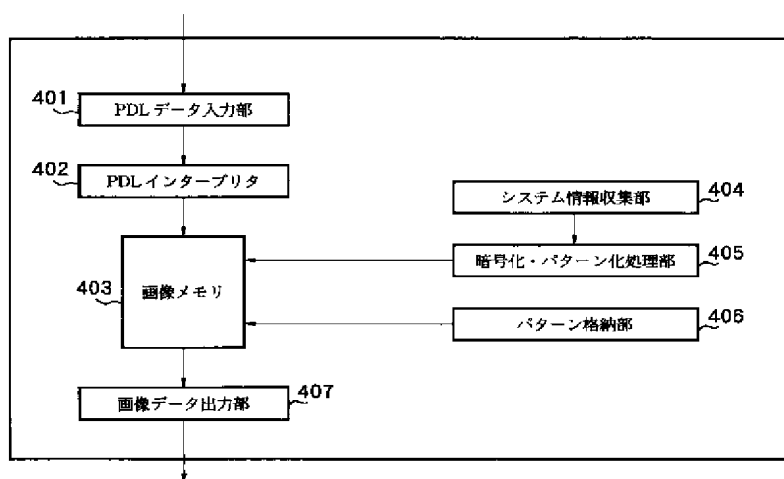 401
PDLデータ入力部
402
PDLインタープリタ
403
画像メモリ
システム情報収集部
404
暗号化・パターン化処理部
405
パターン格納部
406
画像データ出力部
407